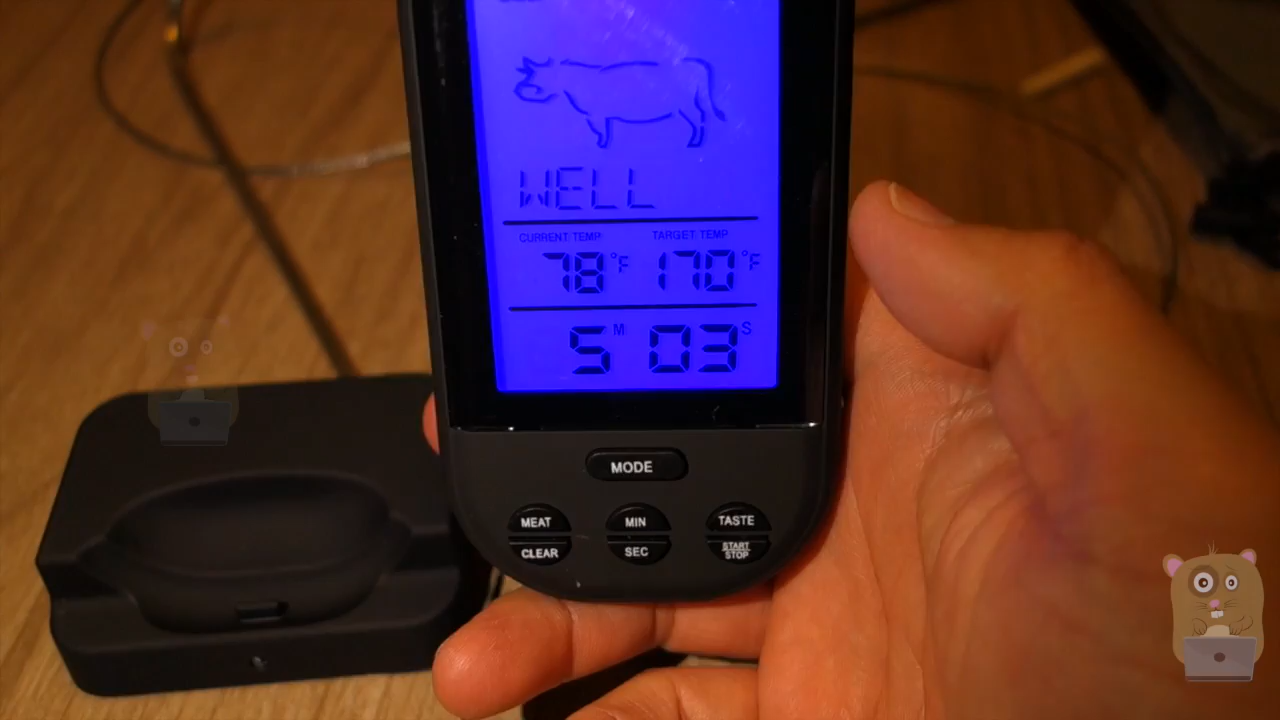 WELL
CURRENT TEMP TARGET TEMP
78°F 170°F
5 M 03 S
MODE
MEAT MIN TASTE
CLEAR SEC START STOP